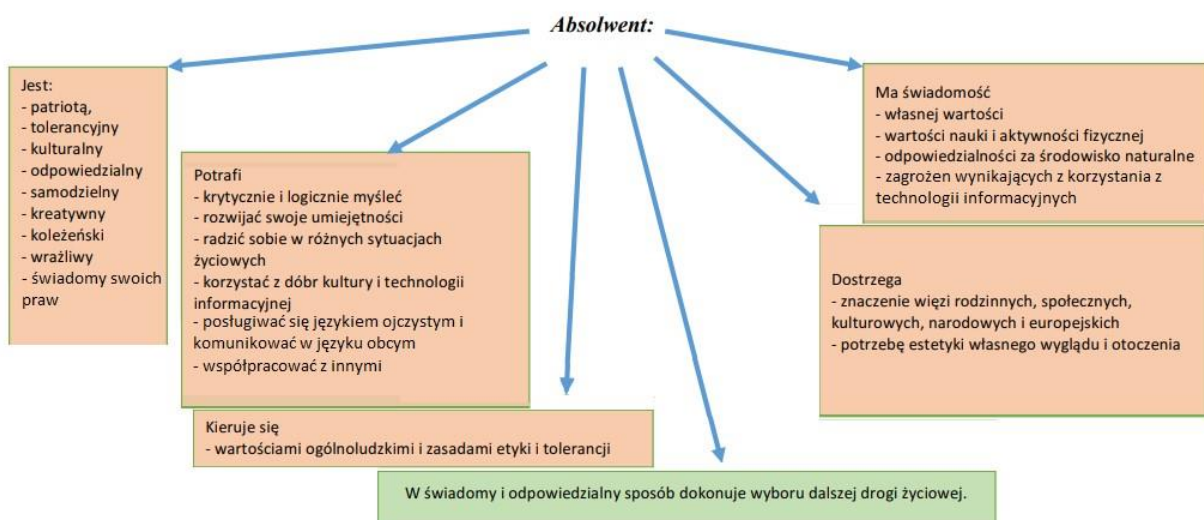 Absolwent:
Jest:
- patriotą,
- tolerancyjny
- kulturalny
- odpowiedzialny
- samodzielny
- kreatywny
- koleżeński
- wrażliwy
- świadomy swoich
praw
Potrafi
- krytycznie i logicznie myśleć
- rozwijać swoje umiejętności
- radzić sobie w różnych sytuacjach
życiowych
- korzystać z dóbr kultury i technologii
informacyjnej
- posługiwać się językiem ojczystym i
komunikować w języku obcym
- współpracować z innymi
Kieruje się
- wartościami ogólnoludzkimi i zasadami etyki i tolerancji
W świadomy i odpowiedzialny sposób dokonuje wyboru dalszej drogi życiowej.
Dostrzega
- znaczenie więzi rodzinnych, społecznych,
kulturowych, narodowych i europejskich
- potrzebę estetyki własnego wyglądu i otoczenia
Ma świadomość
- własnej wartości
- wartości nauki i aktywności fizycznej
- odpowiedzialności za środowisko naturalne
- zagrożen wynikających z korzystania z
technologii informacyjnych